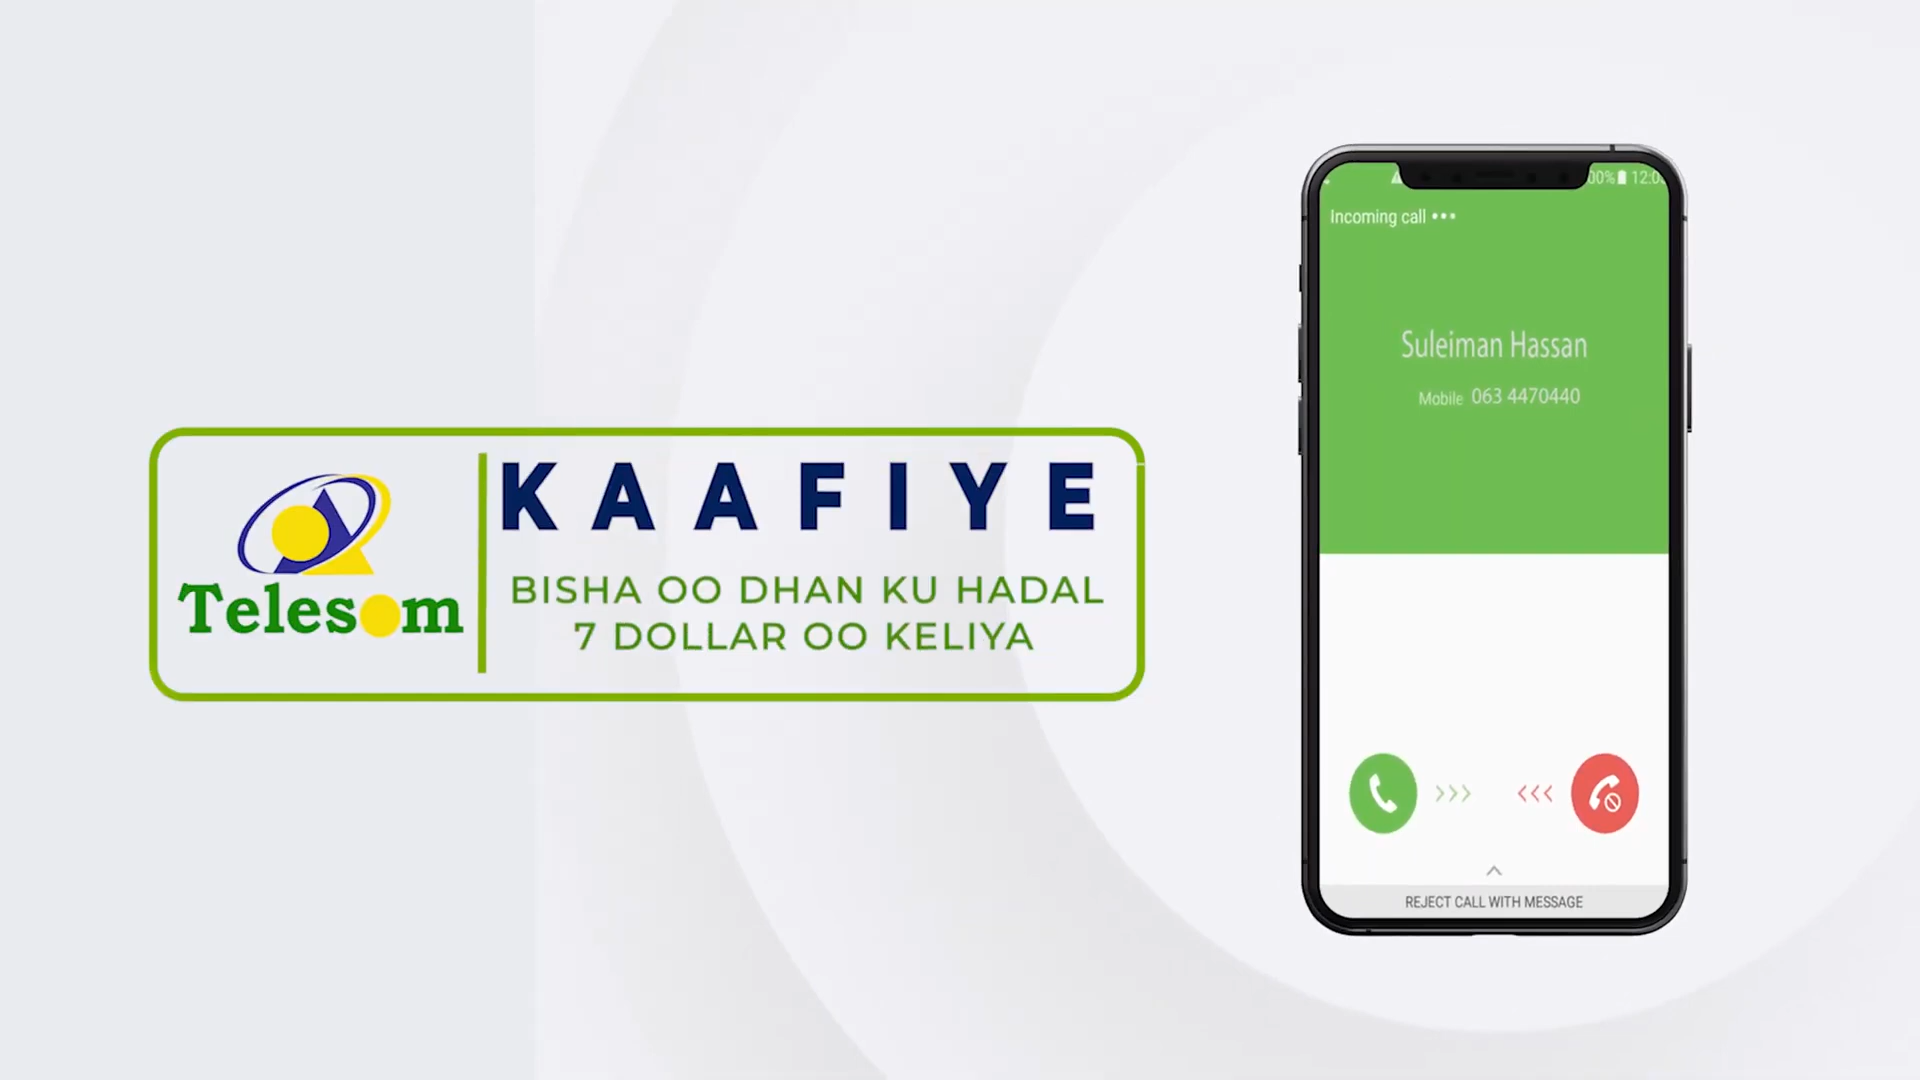 Telesom
KAAFIYE
BISHA OO DHAN KU HADAL
7 DOLLAR OO KELIYA
Incoming call •••
Suleiman Hassan
Mobile 063 4470440
REJECT CALL WITH MESSAGE